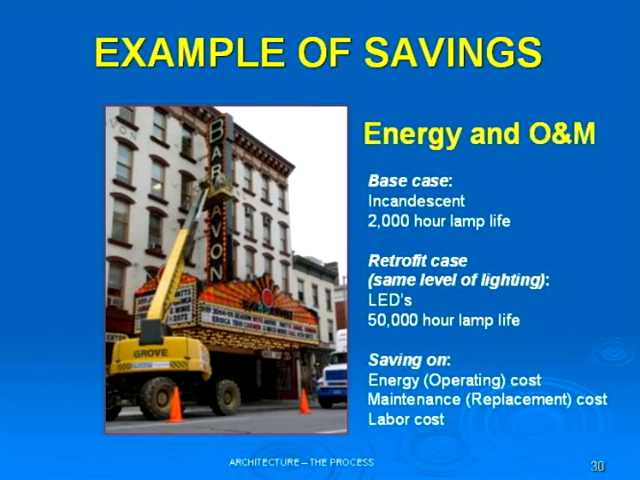 EXAMPLE OF SAVINGS
BARDAVON
GROVE
Energy and O&M
Base case:
Incandescent
2,000 hour lamp life
Retrofit case
(same level of lighting):
LED's
50,000 hour lamp life
Saving on:
Energy (Operating) cost
Maintenance (Replacement) cost
Labor cost
ARCHITECTURE – THE PROCESS
30